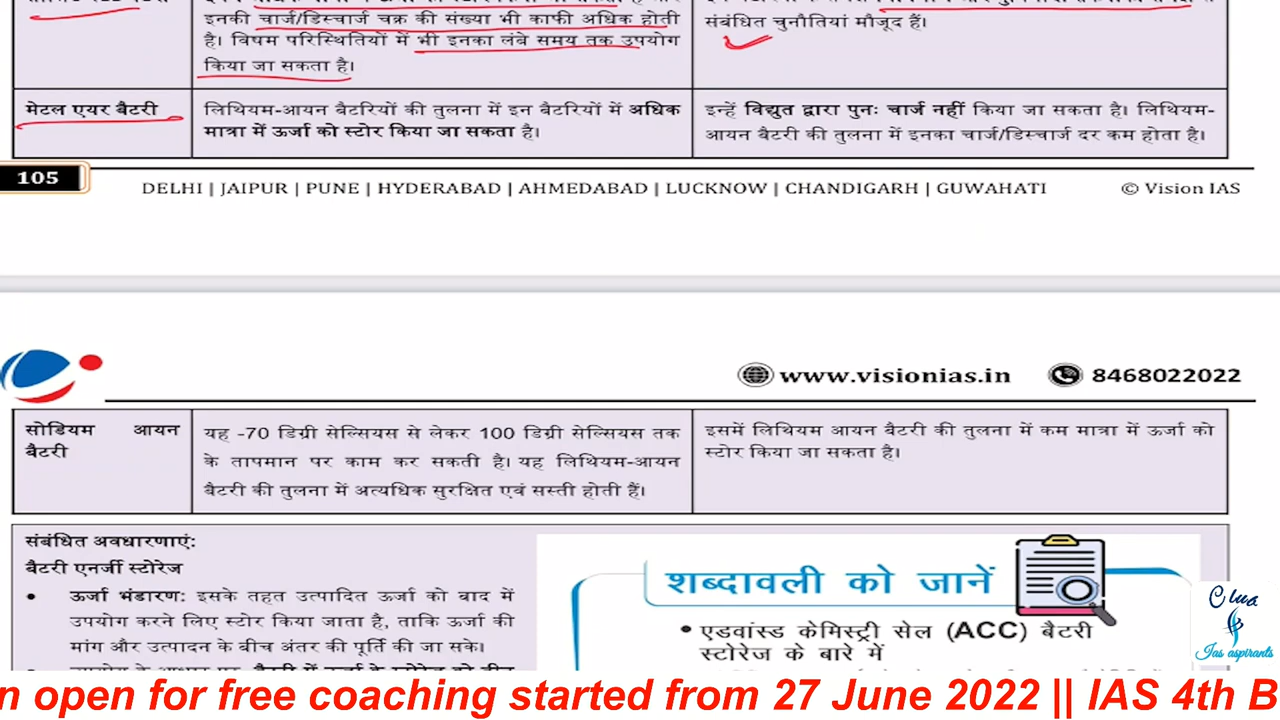 इनकी चार्ज/डिस्चार्ज चक्र की संख्या भी काफी अधिक होती
है। विषम परिस्थितियों में भी इनका लंबे समय तक उपयोग
किया जा सकता है।
संबंधित चुनौतियां मौजूद हैं।
मेटल एयर बैटरी
लिथियम-आयन बैटरियों की तुलना में इन बैटरियों में अधिक
मात्रा में ऊर्जा को स्टोर किया जा सकता है।
इन्हें विद्युत द्वारा पुनः चार्ज नहीं किया जा सकता है। लिथियम-
आयन बैटरी की तुलना में इनका चार्ज/डिस्चार्ज दर कम होता है।
105
DELHI | JAIPUR | PUNE | HYDERABAD | AHMEDABAD | LUCKNOW | CHANDIGARH | GUWAHATI
© Vision IAS
www.visionias.in
8468022022
सोडियम आयन
बैटरी
यह -70 डिग्री सेल्सियस से लेकर 100 डिग्री सेल्सियस तक
के तापमान पर काम कर सकती है। यह लिथियम-आयन
बैटरी की तुलना में अत्यधिक सुरक्षित एवं सस्ती होती हैं।
इसमें लिथियम आयन बैटरी की तुलना में कम मात्रा में ऊर्जा को
स्टोर किया जा सकता है।
संबंधित अवधारणाएं:
बैटरी एनर्जी स्टोरेज
• ऊर्जा भंडारण: इसके तहत उत्पादित ऊर्जा को बाद में
उपयोग करने लिए स्टोर किया जाता है, ताकि ऊर्जा की
मांग और उत्पादन के बीच अंतर की पूर्ति की जा सके।
शब्दावली को जानें
• एडवांस्ड केमिस्ट्री सेल (ACC) बैटरी
स्टोरेज के बारे में
Ias aspirants
n open for free coaching started from 27 June 2022 || IAS 4th B